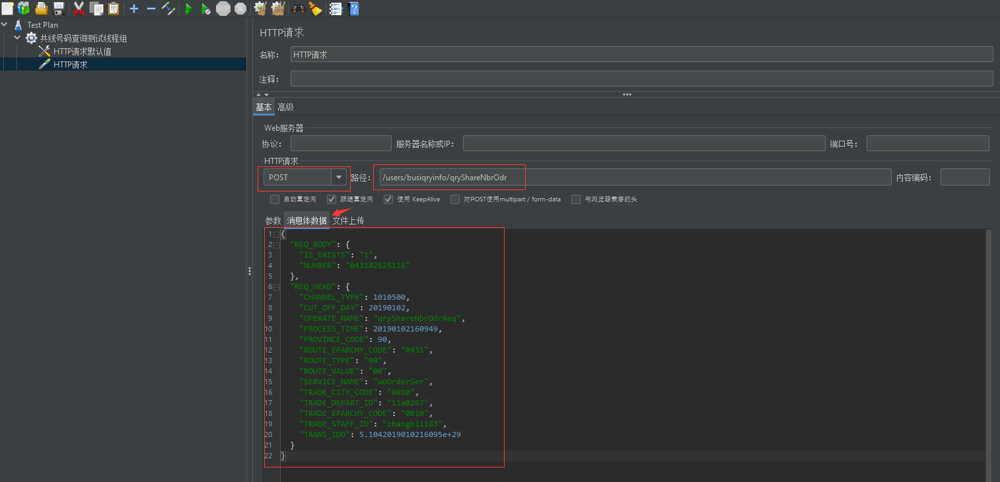 STOP
Test Plan
共线号码查询测试线程组
HTTP请求默认值
HTTP请求
HTTP请求
名称： HTTP请求
注释：
基本 高级
Web服务器
协议： 服务器名称或IP： 端口号：
HTTP请求
POST 路径： /users/busiqryinfo/qryShareNbrOdr 内容编码：
自动重定向 跟随重定向 使用 KeepAlive 对POST使用multipart / form-data 与浏览器兼容的头
参数 消息体数据 文件上传
1 {
2 "REQ_BODY": {
3 "IS_EXISTS": "1",
4 "NUMBER": "043182525118"
5 },
6 "REQ_HEAD": {
7 "CHANNEL_TYPE": 1010500,
8 "CUT_OFF_DAY": 20190102,
9 "OPERATE_NAME": "qryShareNbrOdrReq",
10 "PROCESS_TIME": 20190102160949,
11 "PROVINCE_CODE": 90,
12 "ROUTE_EPARCHY_CODE": "0431",
13 "ROUTE_TYPE": "00",
14 "ROUTE_VALUE": "00",
15 "SERVICE_NAME": "WoOrderSer",
16 "TRADE_CITY_CODE": "0010",
17 "TRADE_DEPART_ID": "11a0267",
18 "TRADE_EPARCHY_CODE": "0010",
19 "TRADE_STAFF_ID": "zhanghl1183",
20 "TRANS_IDO": 5.1042019010216095e+29
21 }
22 }